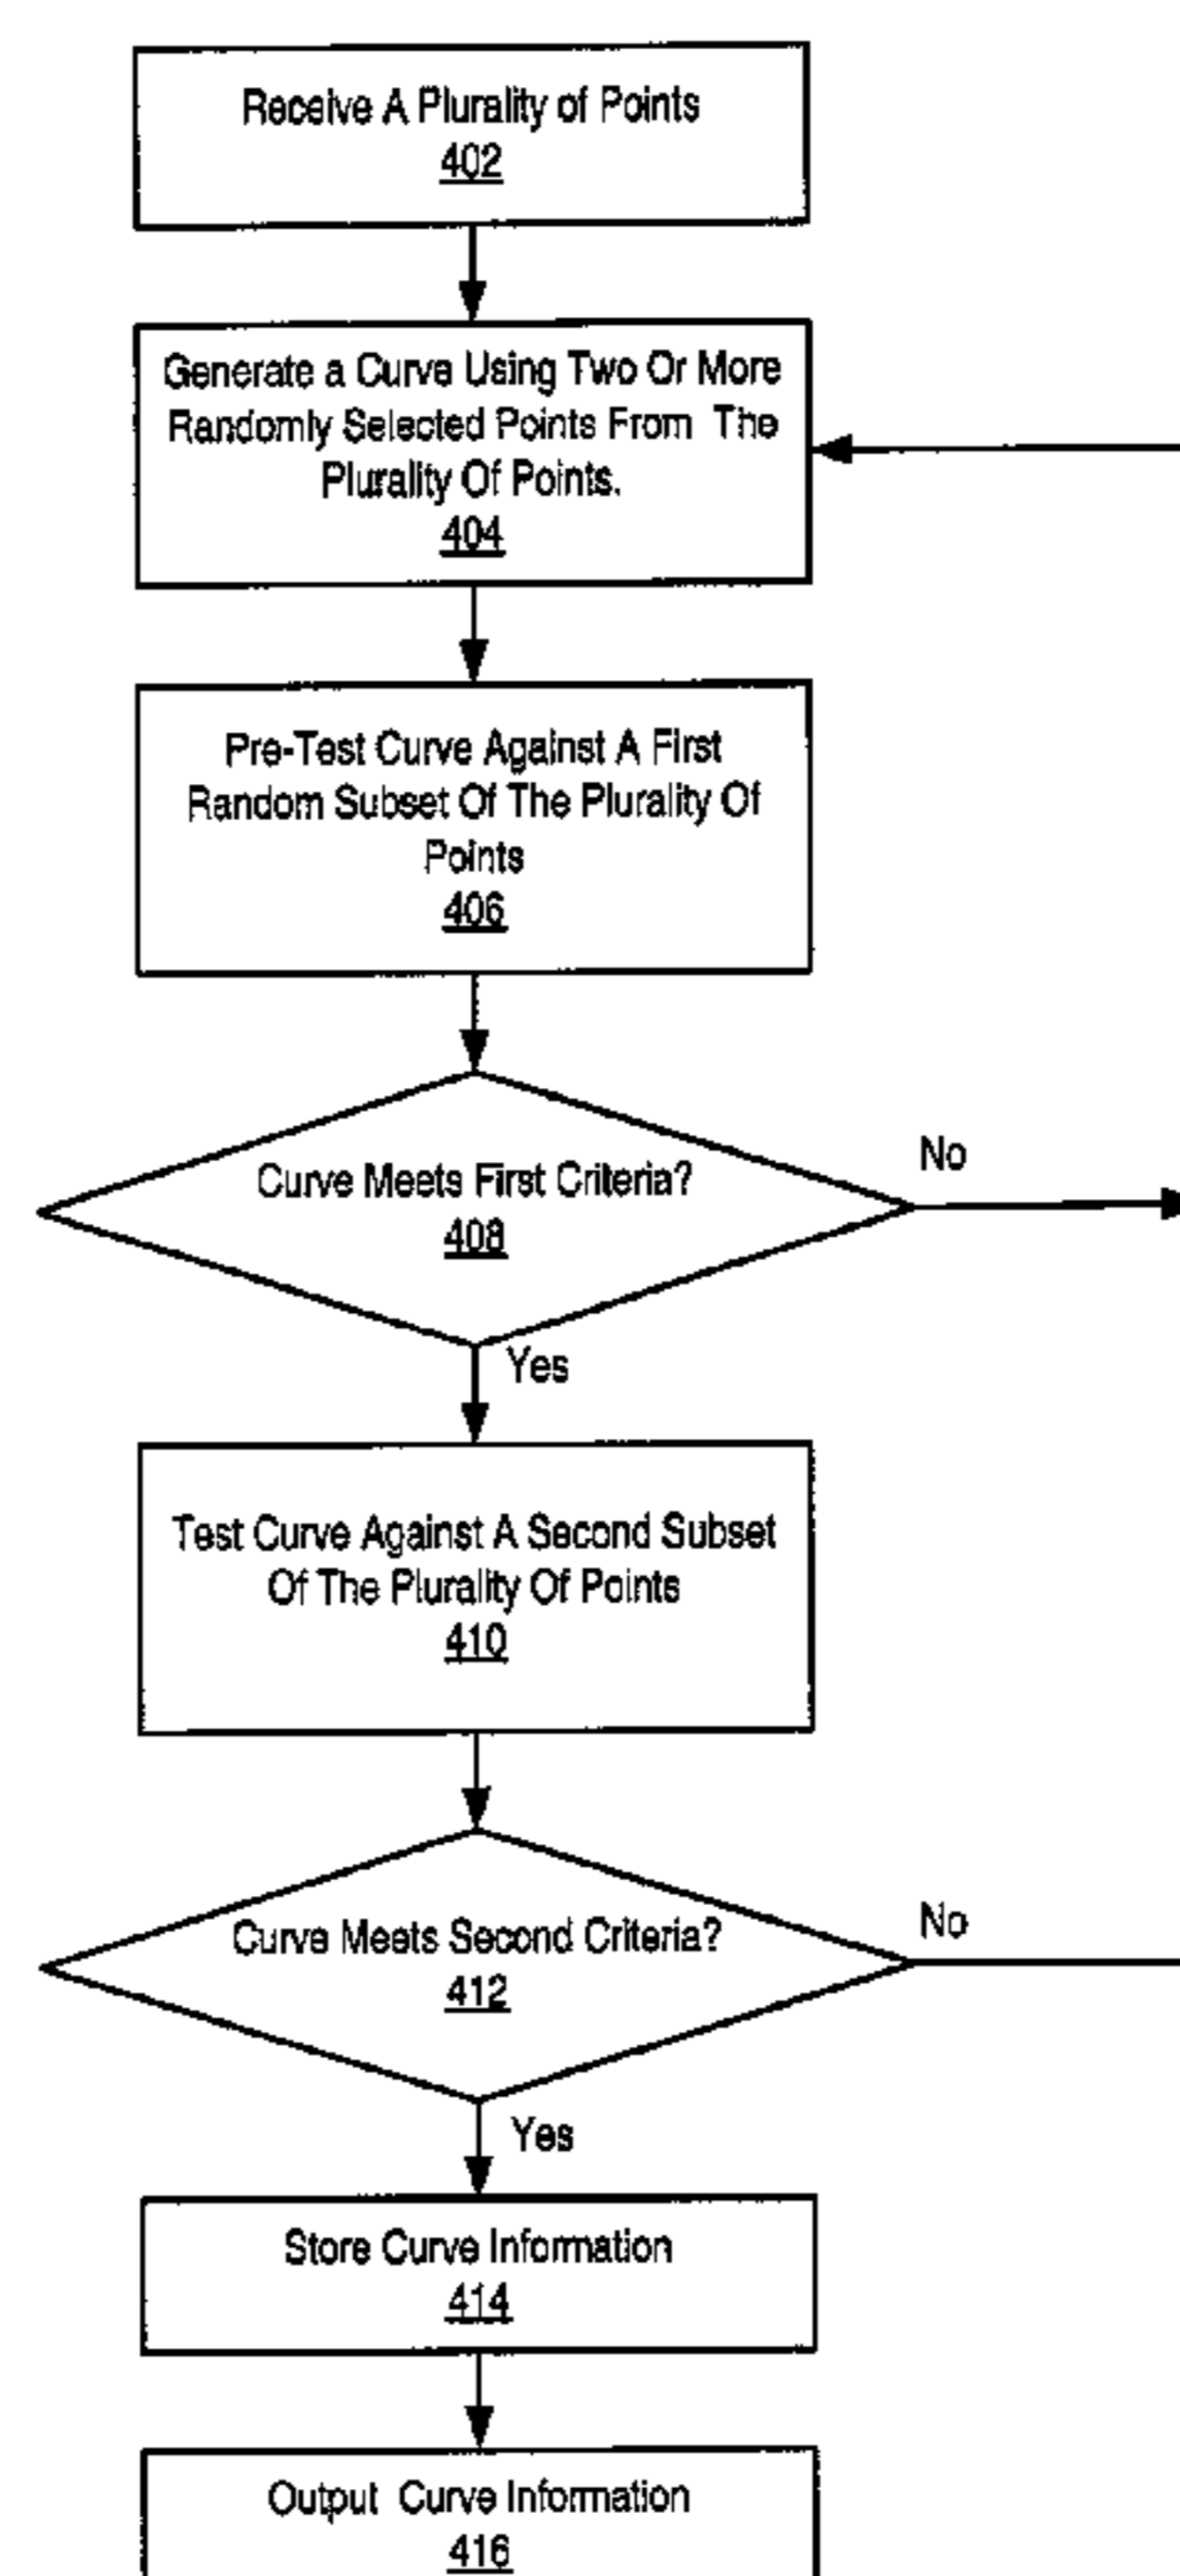 Receive A Plurality of Points
402
Generate a Curve Using Two Or More
Randomly Selected Points From The
Plurality Of Points.
404
Pre-Test Curve Against A First
Random Subset Of The Plurality Of
Points
406
Curve Meets First Criteria?
408
No
Yes
Test Curve Against A Second Subset
Of The Plurality Of Points
410
Curve Meets Second Criteria?
412
No
Yes
Store Curve Information
414
Output Curve Information
416